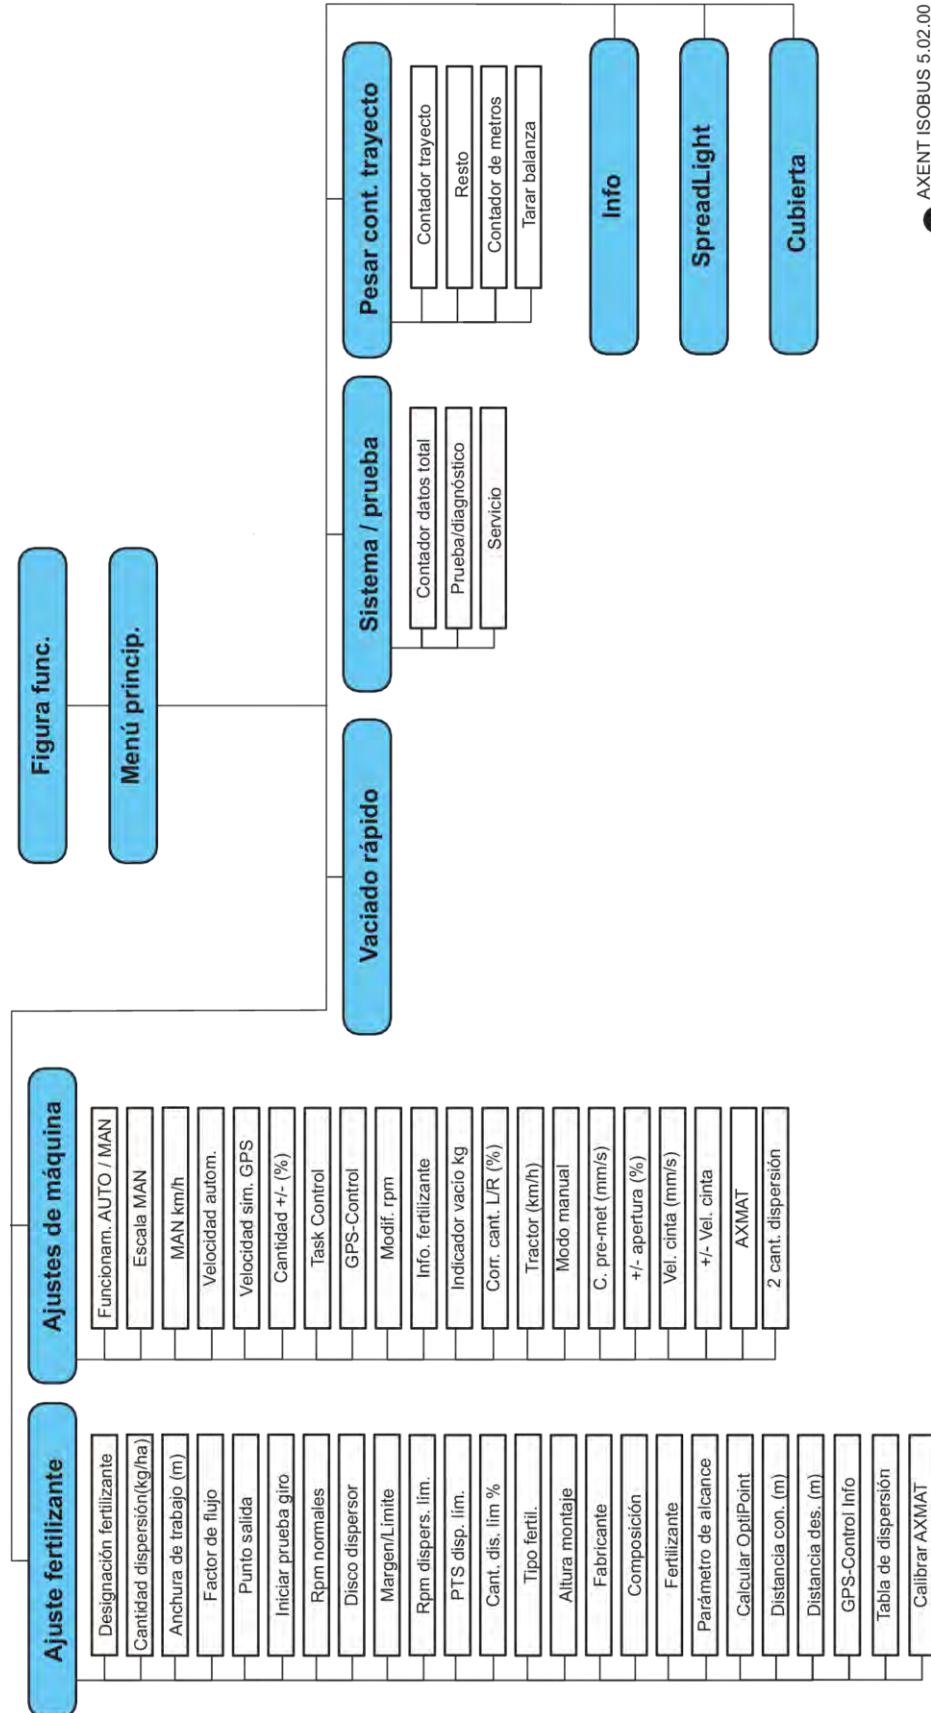 Figura func.
Menú princip.
Ajuste fertilizante
Designación fertilizante
Cantidad dispersión(kg/ha)
Anchura de trabajo (m)
Factor de flujo
Punto salida
Iniciar prueba giro
Rpm normales
Disco dispersor
Margen/Límite
Rpm dispers. lím.
PTS disp. lím.
Cant. dis. lím %
Tipo fertil.
Altura montaje
Fabricante
Composición
Fertilizante
Parámetro de alcance
Calcular OptiPoint
Distancia con. (m)
Distancia des. (m)
GPS-Control Info
Tabla de dispersión
Calibrar AXMAT
Ajustes de máquina
Funcionam. AUTO / MAN
Escala MAN
MAN km/h
Velocidad autom.
Velocidad sim. GPS
Cantidad +/- (%)
Task Control
GPS-Control
Modif. rpm
Info. fertilizante
Indicador vacío kg
Corr. cant. L/R (%)
Tractor (km/h)
Modo manual
C. pre-met (mm/s)
+/- apertura (%)
Vel. cinta (mm/s)
+/- Vel. cinta
AXMAT
2 cant. dispersión
Vaciado rápido
Sistema / prueba
Contador datos total
Prueba/diagnóstico
Servicio
Pesar cont. trayecto
Contador trayecto
Resto
Contador de metros
Tarar balanza
Info
SpreadLight
Cubierta
AXENT ISOBUS 5.02.00